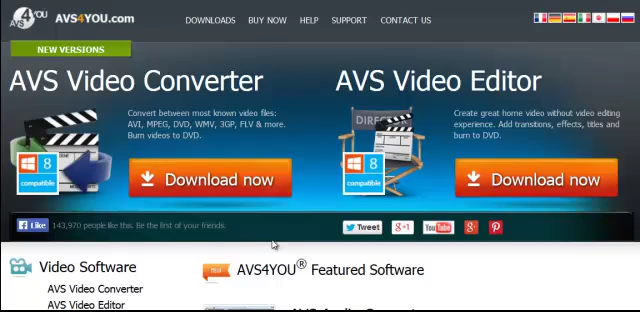 AVS4YOU AVS4YOU.com
DOWNLOADS BUY NOW HELP SUPPORT CONTACT US
NEW VERSIONS
AVS Video Converter
Convert between most known video files:
AVI, MPEG, DVD, WMV, 3GP, FLV & more.
Burn videos to DVD.
8
compatible
Download now
AVS Video Editor
Create great home video without video editing
experience. Add transitions, effects, titles and
burn to DVD.
DIREC
8
compatible
Download now
Like 143,970 people like this. Be the first of your friends.
Tweet g+1 You Tube g+
Video Software
AVS Video Converter
AVS Video Editor
AVS4YOU® Featured Software